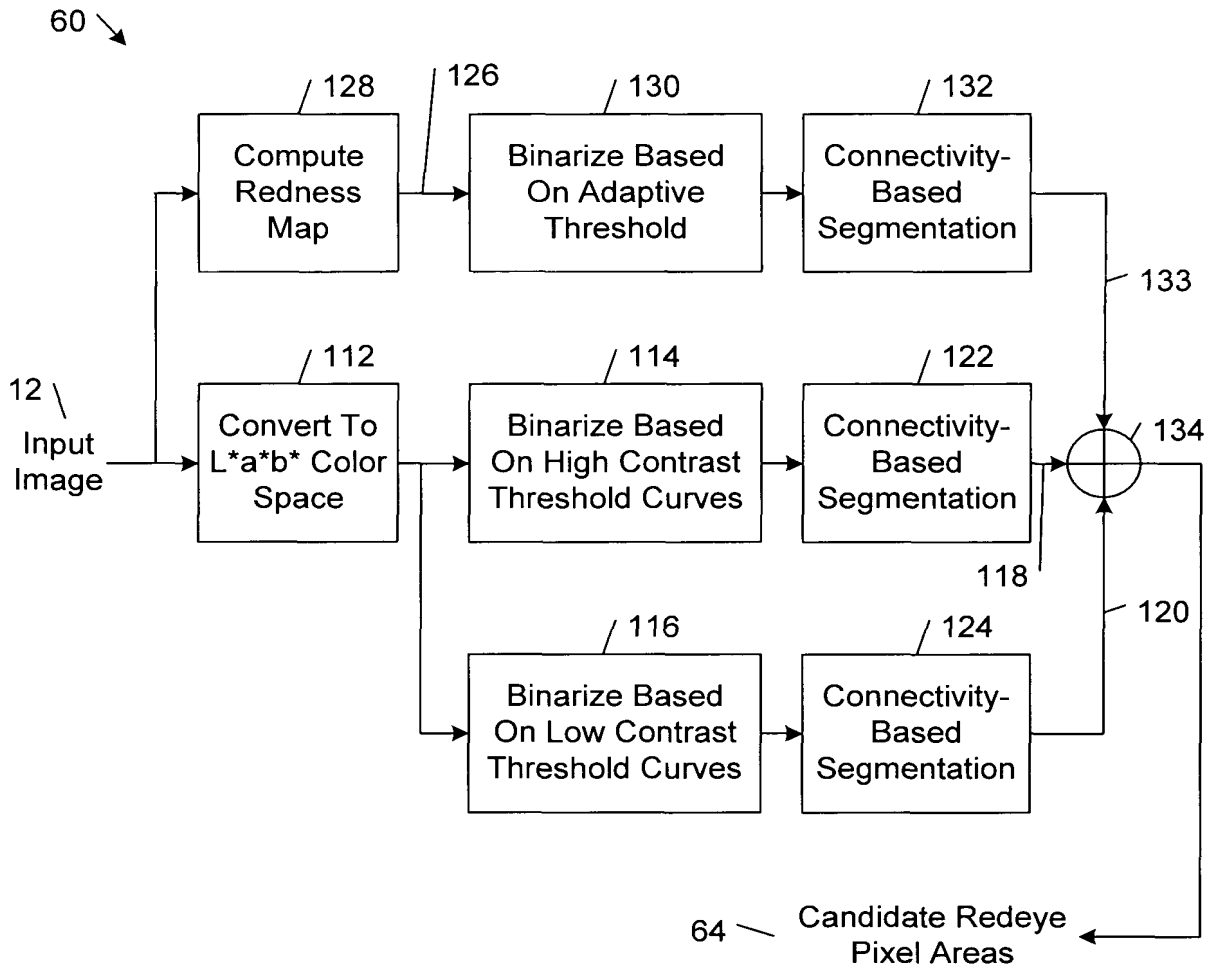 60
128
126
130
132
Compute
Redness
Map
Binarize Based
On Adaptive
Threshold
Connectivity-
Based
Segmentation
133
12
Input
Image
112
114
122
134
Convert To
L*a*b* Color
Space
Binarize Based
On High Contrast
Threshold Curves
Connectivity-
Based
Segmentation
118
120
116
124
Binarize Based
On Low Contrast
Threshold Curves
Connectivity-
Based
Segmentation
64
Candidate Redeye
Pixel Areas